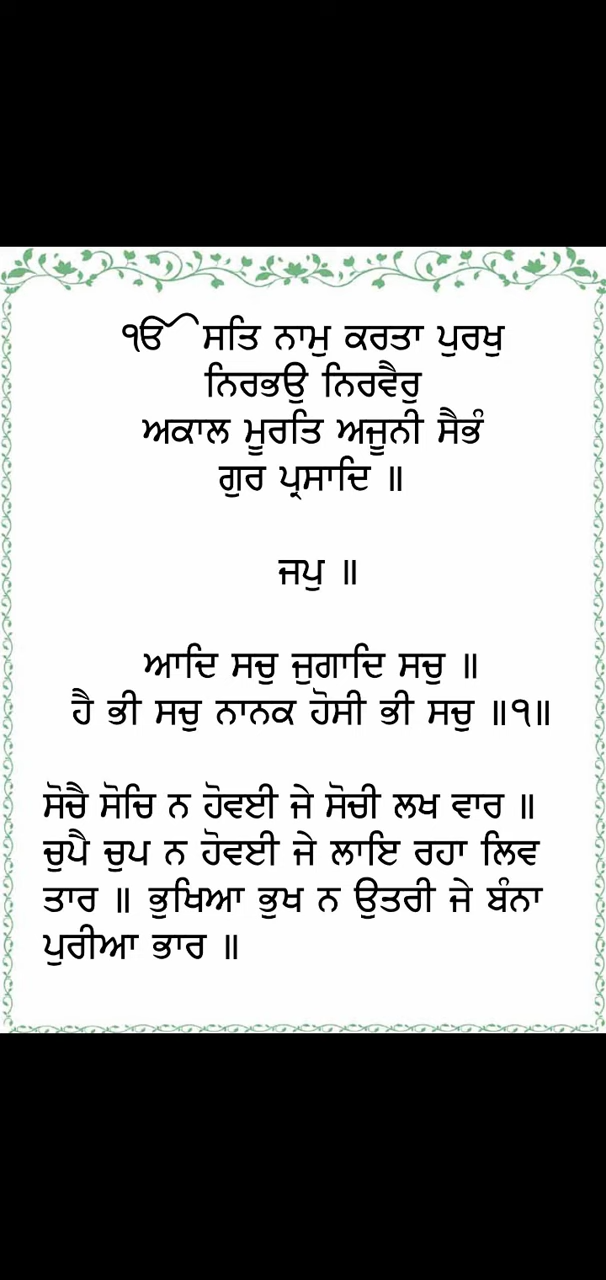 ੴ ਸਤਿ ਨਾਮੁ ਕਰਤਾ ਪੁਰਖੁ
ਨਿਰਭਉ ਨਿਰਵੈਰੁ
ਅਕਾਲ ਮੂਰਤਿ ਅਜੂਨੀ ਸੈਭੰ
ਗੁਰ ਪ੍ਰਸਾਦਿ ॥
ਜਪੁ ॥
ਆਦਿ ਸਚੁ ਜੁਗਾਦਿ ਸਚੁ ॥
ਹੈ ਭੀ ਸਚੁ ਨਾਨਕ ਹੋਸੀ ਭੀ ਸਚੁ ॥੧॥
ਸੋਚੈ ਸੋਚਿ ਨ ਹੋਵਈ ਜੇ ਸੋਚੀ ਲਖ ਵਾਰ ॥
ਚੁਪੈ ਚੁਪ ਨ ਹੋਵਈ ਜੇ ਲਾਇ ਰਹਾ ਲਿਵ
ਤਾਰ ॥ ਭੁਖਿਆ ਭੁਖ ਨ ਉਤਰੀ ਜੇ ਬੰਨਾ
ਪੁਰੀਆ ਭਾਰ ॥